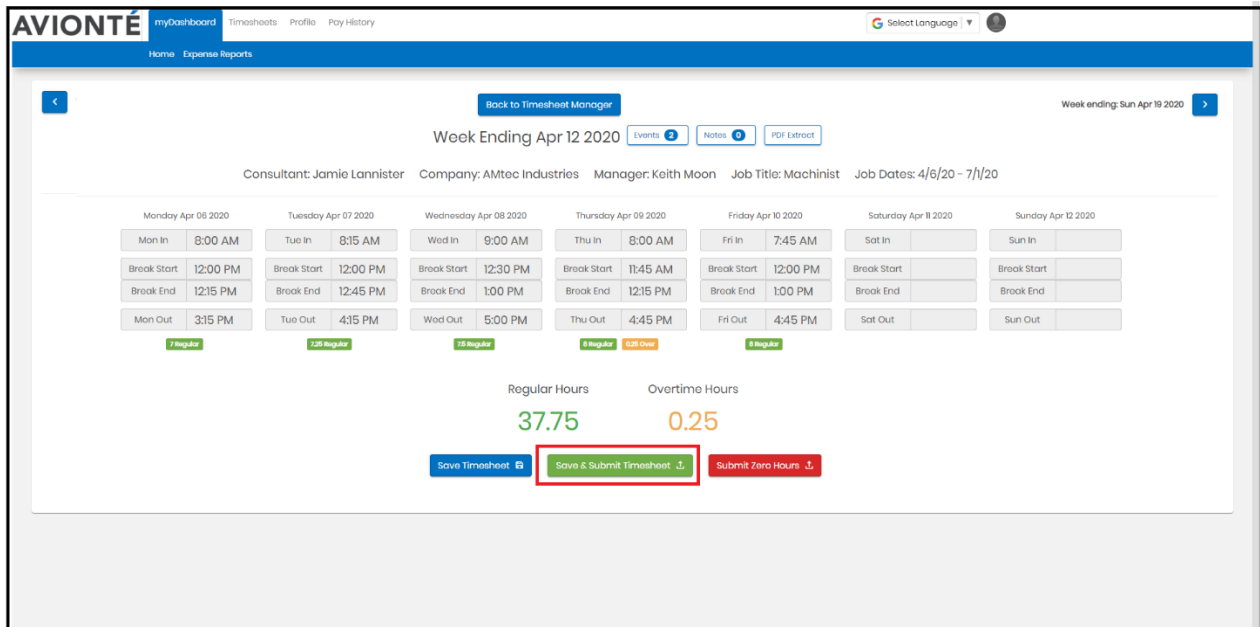 AVIONTÉ myDashboard Timesheets Profile Pay History G Select Language ▼
Home Expense Reports
Back to Timesheet Manager Week ending: Sun Apr 19 2020
Week Ending Apr 12 2020 Events 2 Notes 0 PDF Extract
Consultant: Jamie Lannister Company: AMtec Industries Manager: Keith Moon Job Title: Machinist Job Dates: 4/6/20 - 7/1/20
Monday Apr 06 2020 Tuesday Apr 07 2020 Wednesday Apr 08 2020 Thursday Apr 09 2020 Friday Apr 10 2020 Saturday Apr 11 2020 Sunday Apr 12 2020
Mon In 8:00 AM Tue In 8:15 AM Wed In 9:00 AM Thu In 8:00 AM Fri In 7:45 AM Sat In Sun In
Break Start 12:00 PM Break Start 12:00 PM Break Start 12:30 PM Break Start 11:45 AM Break Start 12:00 PM Break Start Break Start
Break End 12:15 PM Break End 12:45 PM Break End 1:00 PM Break End 12:15 PM Break End 1:00 PM Break End Break End
Mon Out 3:15 PM Tue Out 4:15 PM Wed Out 5:00 PM Thu Out 4:45 PM Fri Out 4:45 PM Sat Out Sun Out
7 Regular 7.25 Regular 7.5 Regular 8 Regular 0.25 Over 8 Regular
Regular Hours Overtime Hours
37.75 0.25
Save Timesheet Save & Submit Timesheet Submit Zero Hours